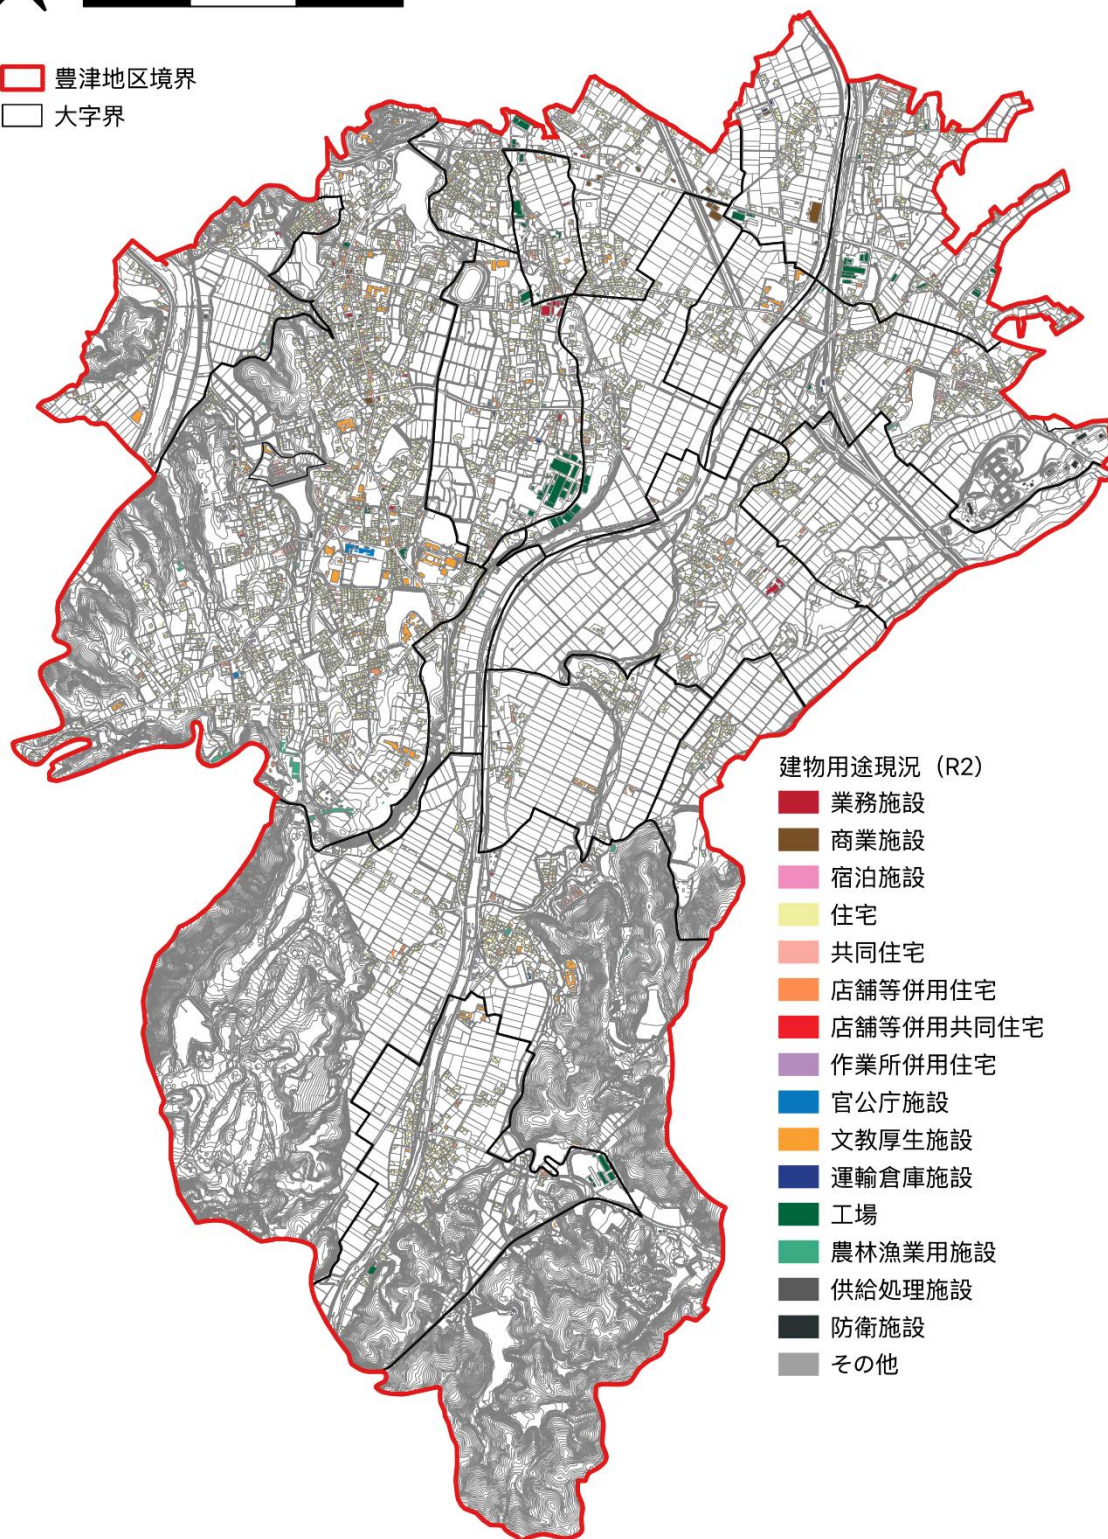 豊津地区境界
大字界
建物用途現況（R2）
業務施設
商業施設
宿泊施設
住宅
共同住宅
店舗等併用住宅
店舗等併用共同住宅
作業所併用住宅
官公庁施設
文教厚生施設
運輸倉庫施設
工場
農林漁業用施設
供給処理施設
防衛施設
その他